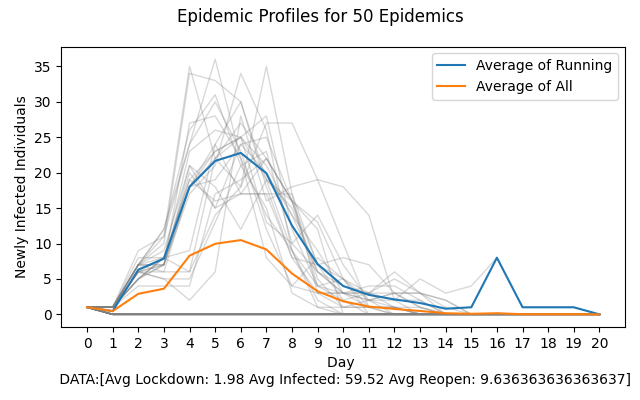 Epidemic Profiles for 50 Epidemics
Average of Running
Average of All
Newly Infected Individuals
35
30
25
20
15
10
5
0
0 1 2 3 4 5 6 7 8 9 10 11 12 13 14 15 16 17 18 19 20
Day
DATA:[Avg Lockdown: 1.98 Avg Infected: 59.52 Avg Reopen: 9.636363636363637]